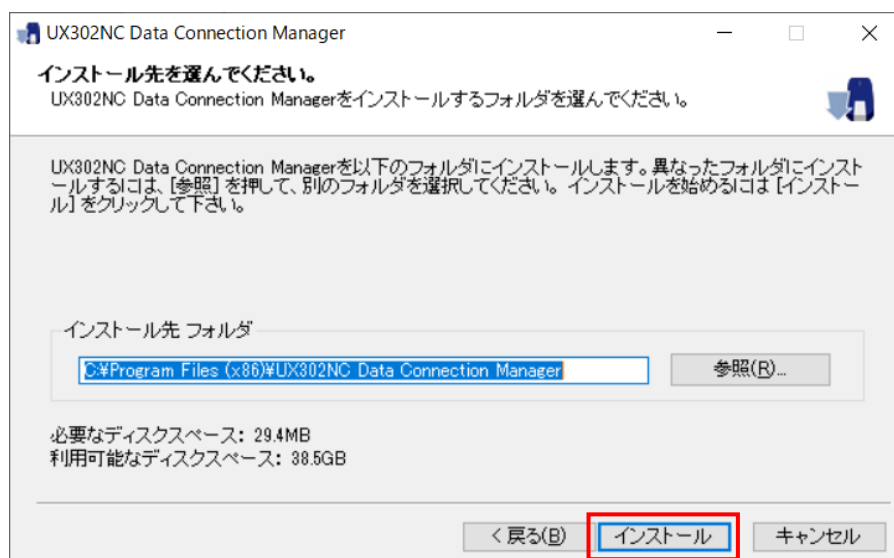 UX302NC Data Connection Manager
インストール先を選んでください。
UX302NC Data Connection Managerをインストールするフォルダを選んでください。
UX302NC Data Connection Managerを以下のフォルダにインストールします。異なったフォルダにインスト
ールするには、[参照] を押して、別のフォルダを選択してください。 インストールを始めるには [インストー
ル] をクリックして下さい。
インストール先 フォルダ
C:¥Program Files (x86)¥UX302NC Data Connection Manager
参照(R)...
必要なディスクスペース: 29.4MB
利用可能なディスクスペース: 38.5GB
< 戻る(B)
インストール
キャンセル